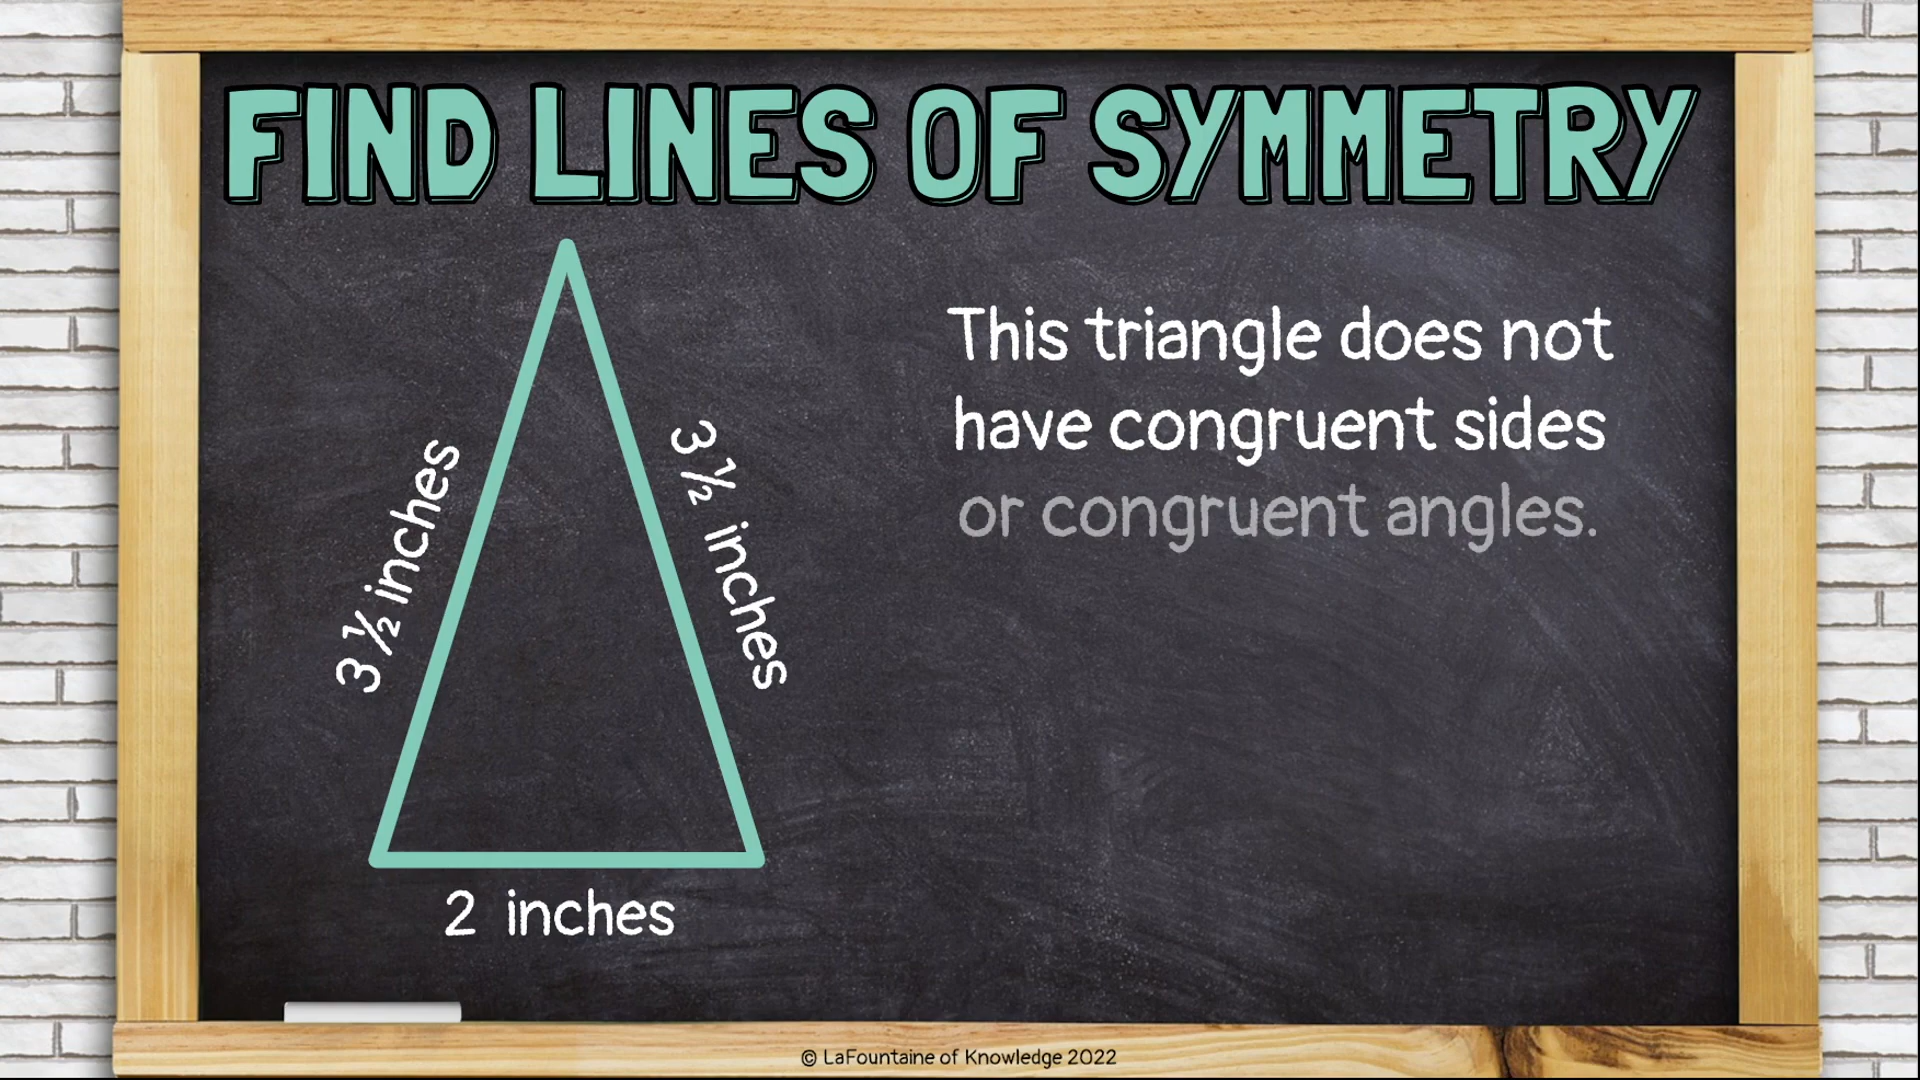 FIND LINES OF SYMMETRY
This triangle does not
have congruent sides
or congruent angles.
3 ½ inches
3 ½ inches
2 inches
© LaFountaine of Knowledge 2022